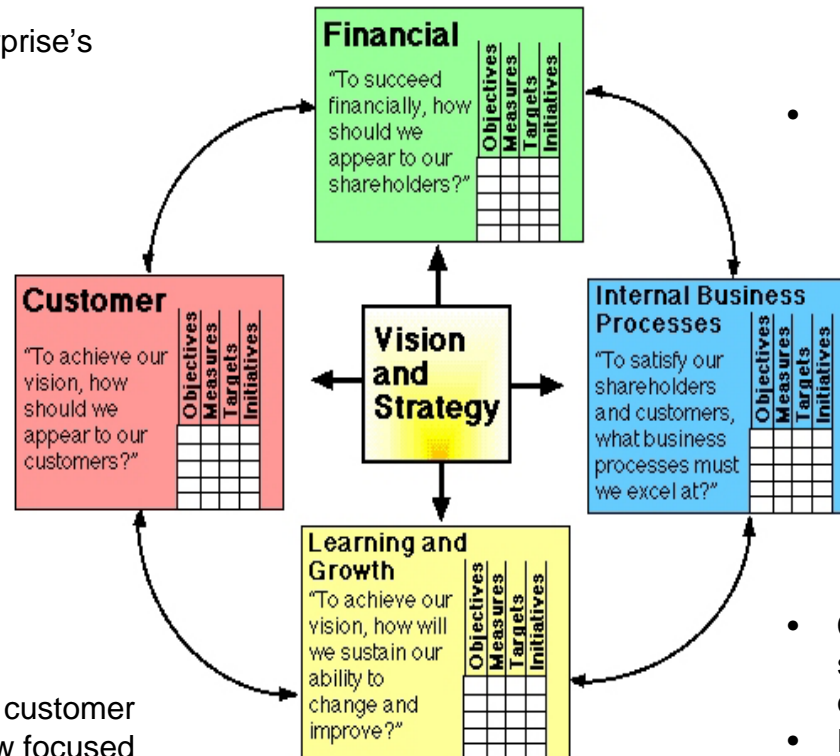 rprise's
Financial
"To succeed
financially, how
should we
appear to our
shareholders?"
Objectives
Measures
Targets
Initiatives
•
Customer
"To achieve our
vision, how
should we
appear to our
customers?"
Objectives
Measures
Targets
Initiatives
Vision
and
Strategy
Internal Business
Processes
"To satisfy our
shareholders
and customers,
what business
processes must
we excel at?"
Objectives
Measures
Targets
Initiatives
Learning and
Growth
"To achieve our
vision, how will
we sustain our
ability to
change and
improve?"
Objectives
Measures
Targets
Initiatives
customer
w focused
•
s
•